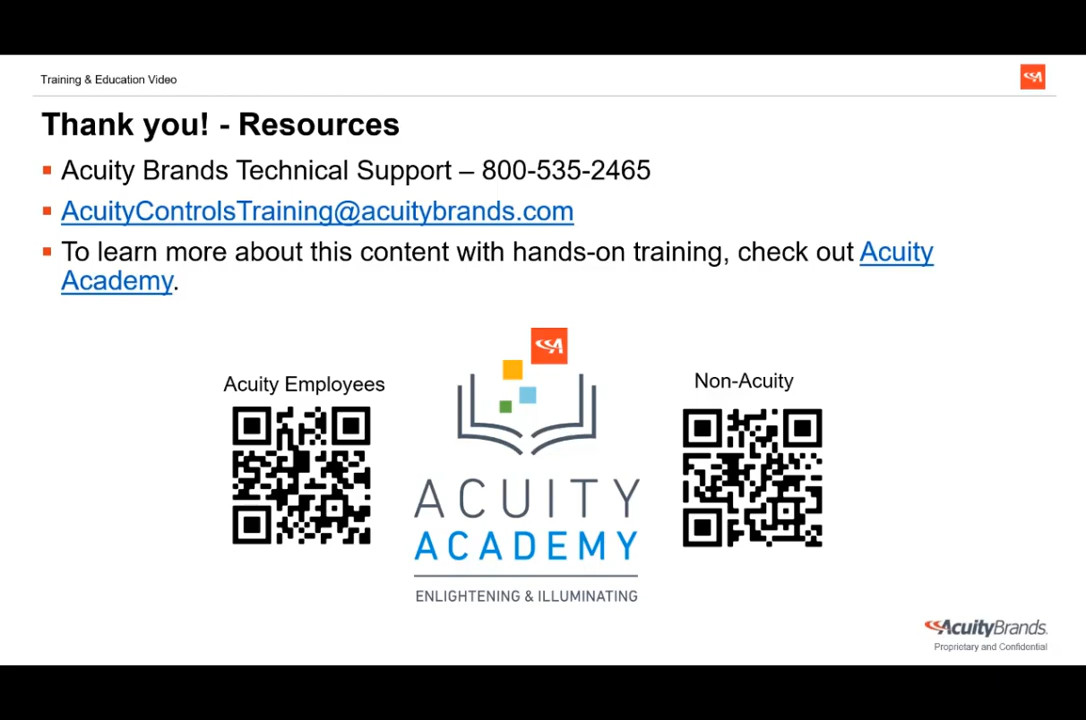 Training & Education Video
Thank you! - Resources
Acuity Brands Technical Support – 800-535-2465
AcuityControlsTraining@acuitybrands.com
To learn more about this content with hands-on training, check out Acuity
Academy.
Acuity Employees
Non-Acuity
ACUITY
ACADEMY
ENLIGHTENING & ILLUMINATING
AcuityBrands.
Proprietary and Confidential